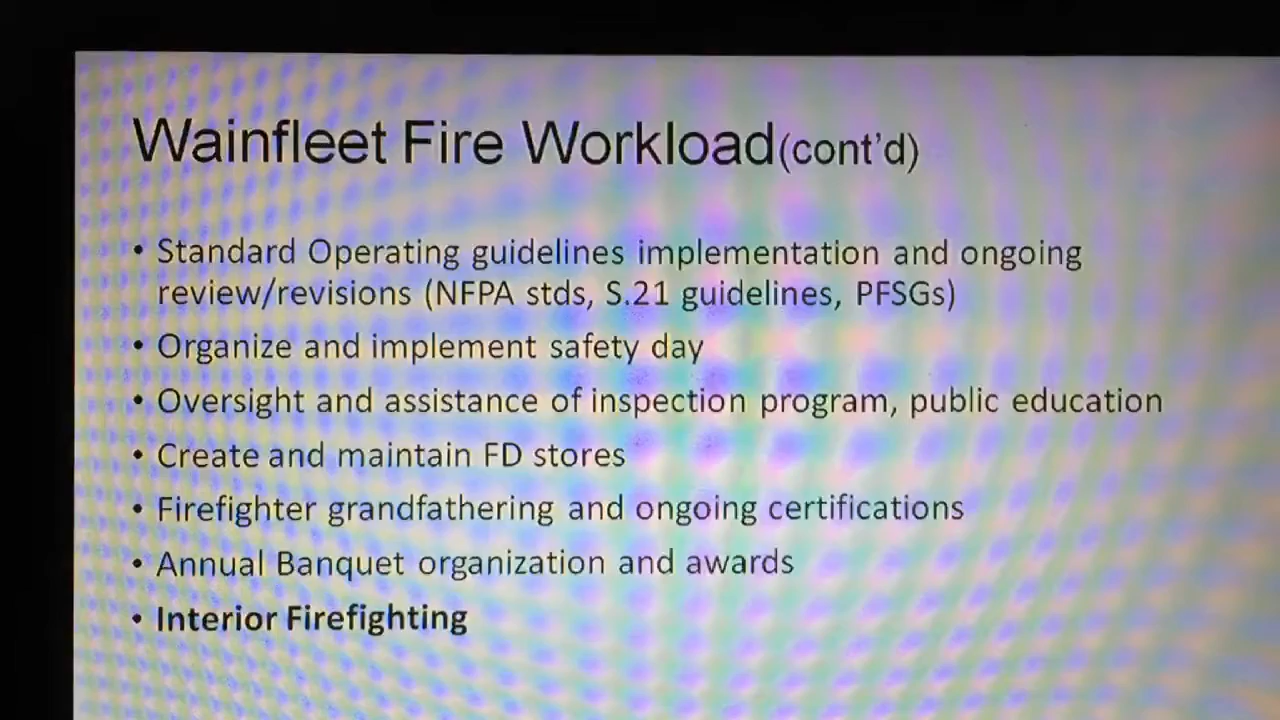 Wainfleet Fire Workload(cont'd)
• Standard Operating guidelines implementation and ongoing
review/revisions (NFPA stds, S.21 guidelines, PFSGs)
• Organize and implement safety day
• Oversight and assistance of inspection program, public education
• Create and maintain FD stores
• Firefighter grandfathering and ongoing certifications
• Annual Banquet organization and awards
• Interior Firefighting